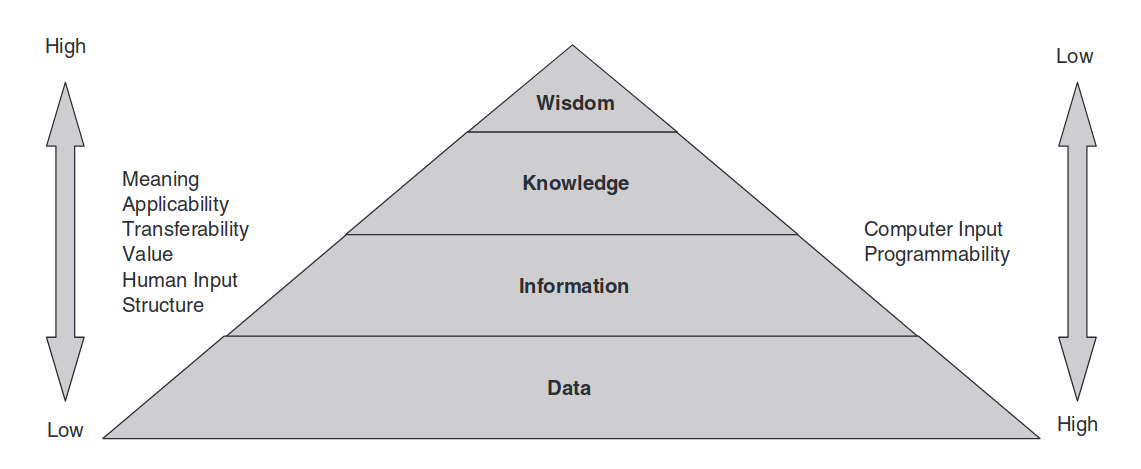 High
Low
Wisdom
Meaning
Applicability
Transferability
Value
Human Input
Structure
Knowledge
Computer Input
Programmability
Information
Data
Low
High